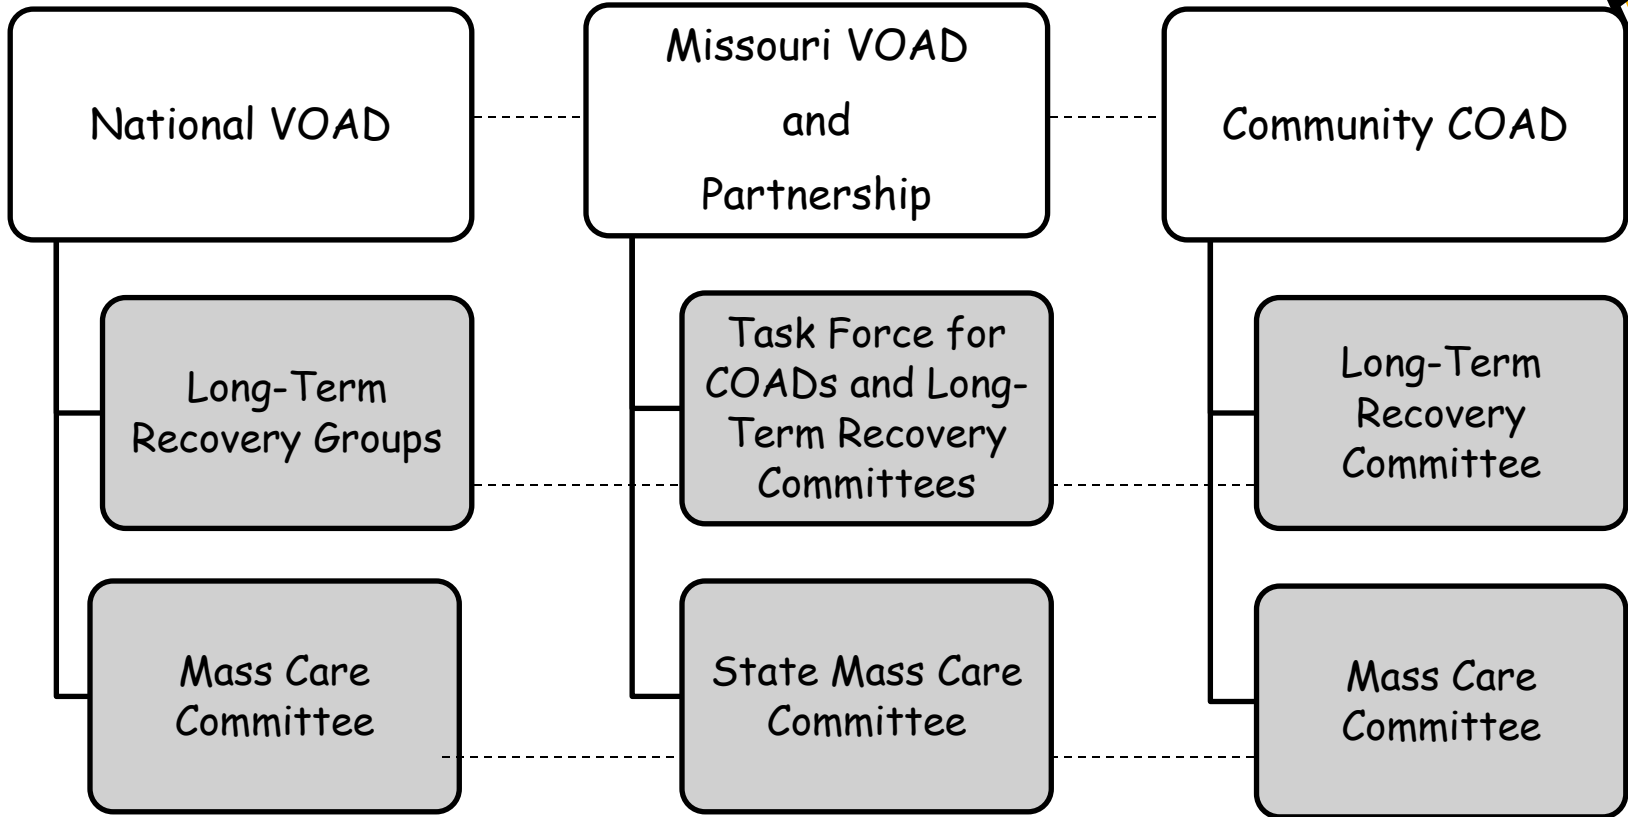 National VOAD
Missouri VOAD
and
Partnership
Community COAD
Long-Term
Recovery Groups
Task Force for
COADs and Long-
Term Recovery
Committees
Long-Term
Recovery
Committee
Mass Care
Committee
State Mass Care
Committee
Mass Care
Committee